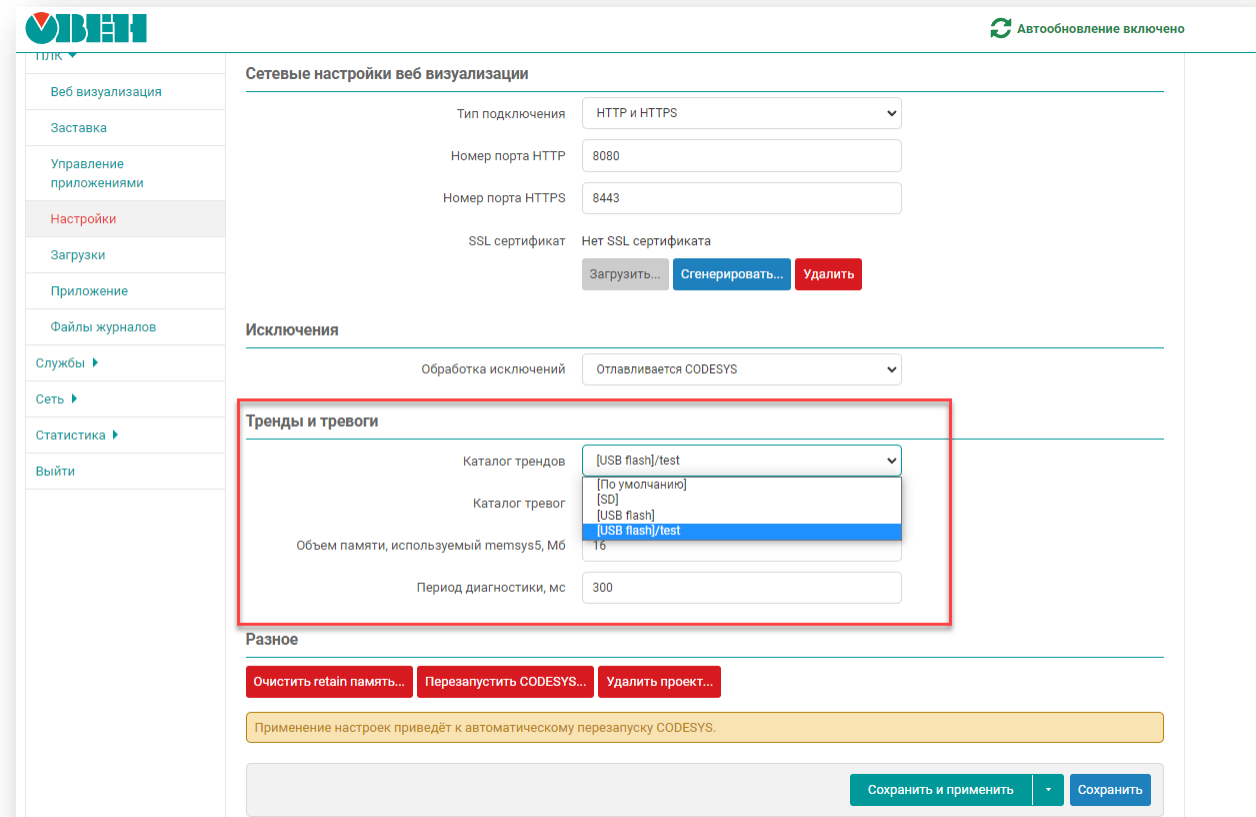 ОВЕН
Автообновление включено
ПЛК
Веб визуализация
Заставка
Управление
приложениями
Настройки
Загрузки
Приложение
Файлы журналов
Службы
Сеть
Статистика
Выйти
Сетевые настройки веб визуализации
Тип подключения HTTP и HTTPS
Номер порта HTTP 8080
Номер порта HTTPS 8443
SSL сертификат Нет SSL сертификата
Загрузить... Сгенерировать... Удалить
Исключения
Обработка исключений Отлавливается CODESYS
Тренды и тревоги
Каталог трендов [USB flash]/test
[По умолчанию]
[SD]
[USB flash]
[USB flash]/test
Каталог тревог
Объем памяти, используемый memsys5, Мб 16
Период диагностики, мс 300
Разное
Очистить retain память... Перезапустить CODESYS... Удалить проект...
Применение настроек приведёт к автоматическому перезапуску CODESYS.
Сохранить и применить Сохранить